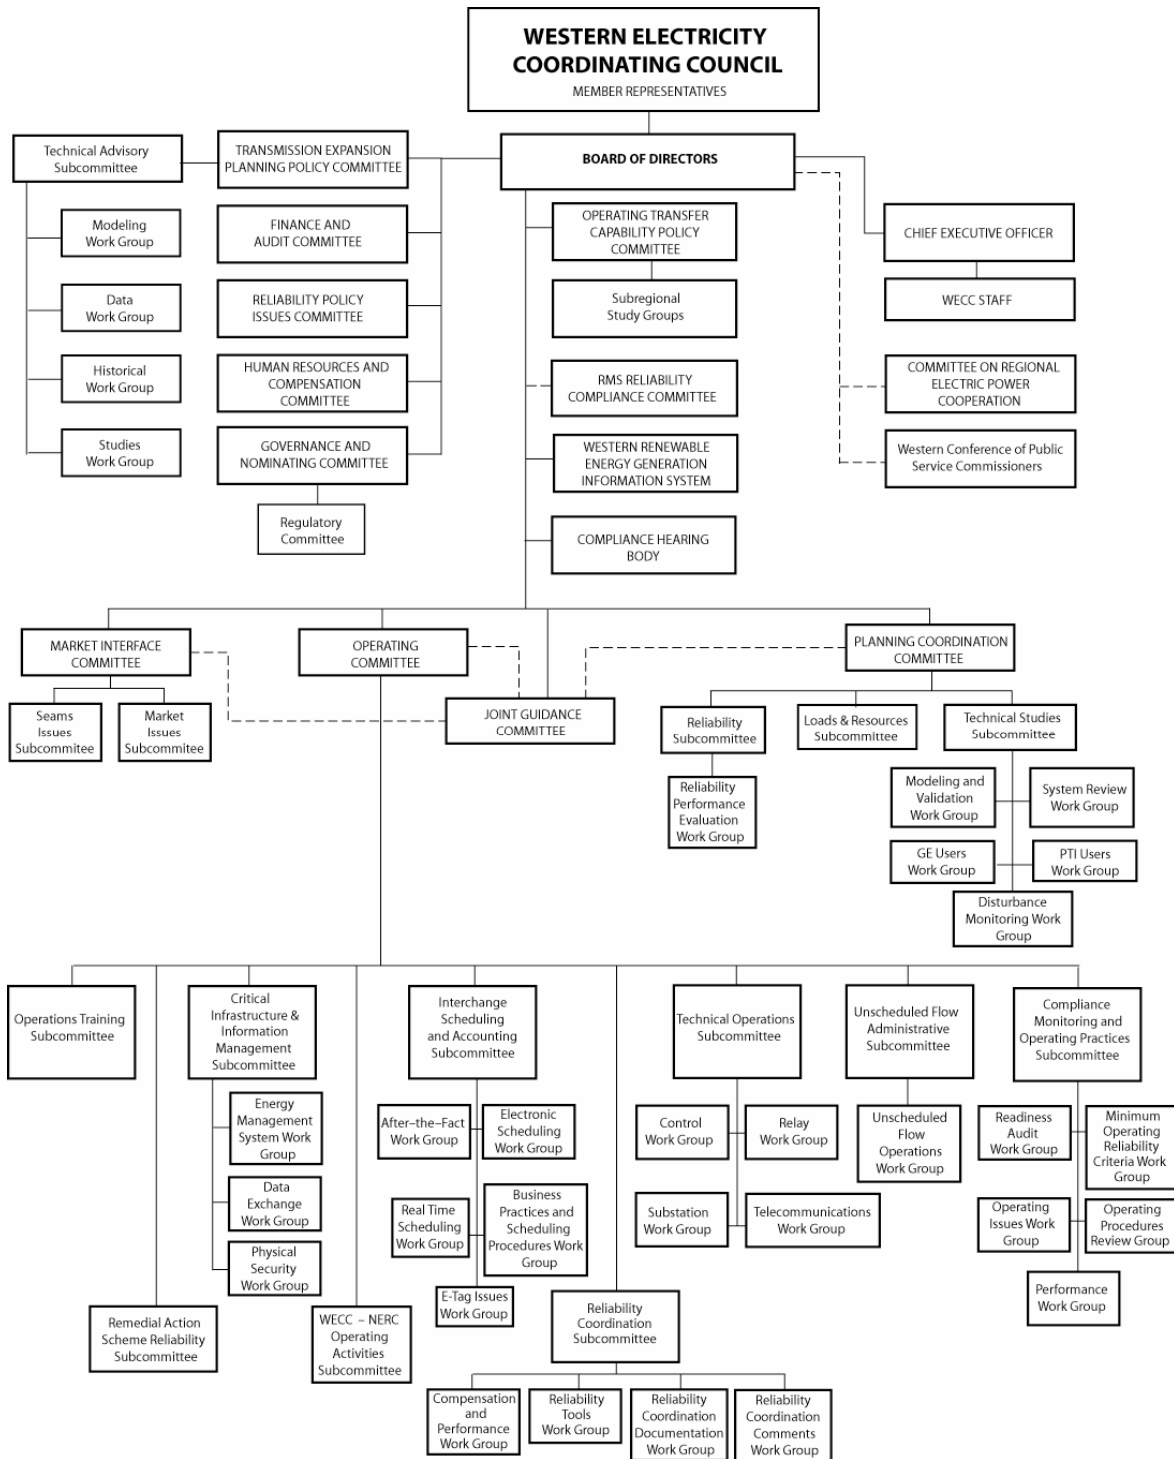 WESTERN ELECTRICITY
COORDINATING COUNCIL
MEMBER REPRESENTATIVES
BOARD OF DIRECTORS
Technical Advisory
Subcommittee
TRANSMISSION EXPANSION
PLANNING POLICY COMMITTEE
Modeling
Work Group
Data
Work Group
Historical
Work Group
Studies
Work Group
FINANCE AND
AUDIT COMMITTEE
RELIABILITY POLICY
ISSUES COMMITTEE
HUMAN RESOURCES AND
COMPENSATION
COMMITTEE
GOVERNANCE AND
NOMINATING COMMITTEE
Regulatory
Committee
OPERATING TRANSFER
CAPABILITY POLICY
COMMITTEE
Subregional
Study Groups
RMS RELIABILITY
COMPLIANCE COMMITTEE
WESTERN RENEWABLE
ENERGY GENERATION
INFORMATION SYSTEM
COMPLIANCE HEARING
BODY
CHIEF EXECUTIVE OFFICER
WECC STAFF
COMMITTEE ON REGIONAL
ELECTRIC POWER
COOPERATION
Western Conference of Public
Service Commissioners
MARKET INTERFACE
COMMITTEE
Seams
Issues
Subcommitee
Market
Issues
Subcommitee
OPERATING
COMMITTEE
JOINT GUIDANCE
COMMITTEE
PLANNING COORDINATION
COMMITTEE
Reliability
Subcommittee
Reliability
Performance
Evaluation
Work Group
Loads & Resources
Subcommittee
Technical Studies
Subcommittee
Modeling and
Validation
Work Group
System Review
Work Group
GE Users
Work Group
PTI Users
Work Group
Disturbance
Monitoring Work
Group
Operations Training
Subcommittee
Critical
Infrastructure &
Information
Management
Subcommittee
Energy
Management
System Work
Group
Data
Exchange
Work Group
Physical
Security
Work Group
Interchange
Scheduling
and Accounting
Subcommittee
After–the–Fact
Work Group
Electronic
Scheduling
Work Group
Real Time
Scheduling
Work Group
Business
Practices and
Scheduling
Procedures Work
Group
E-Tag Issues
Work Group
Technical Operations
Subcommittee
Control
Work Group
Relay
Work Group
Substation
Work Group
Telecommunications
Work Group
Unscheduled Flow
Administrative
Subcommittee
Unscheduled
Flow
Operations
Work Group
Compliance
Monitoring and
Operating Practices
Subcommittee
Readiness
Audit
Work Group
Minimum
Operating
Reliability
Criteria Work
Group
Operating
Issues Work
Group
Operating
Procedures
Review Group
Performance
Work Group
Remedial Action
Scheme Reliability
Subcommittee
WECC – NERC
Operating
Activities
Subcommittee
Reliability
Coordination
Subcommittee
Compensation
and
Performance
Work Group
Reliability
Tools
Work Group
Reliability
Coordination
Documentation
Work Group
Reliability
Coordination
Comments
Work Group